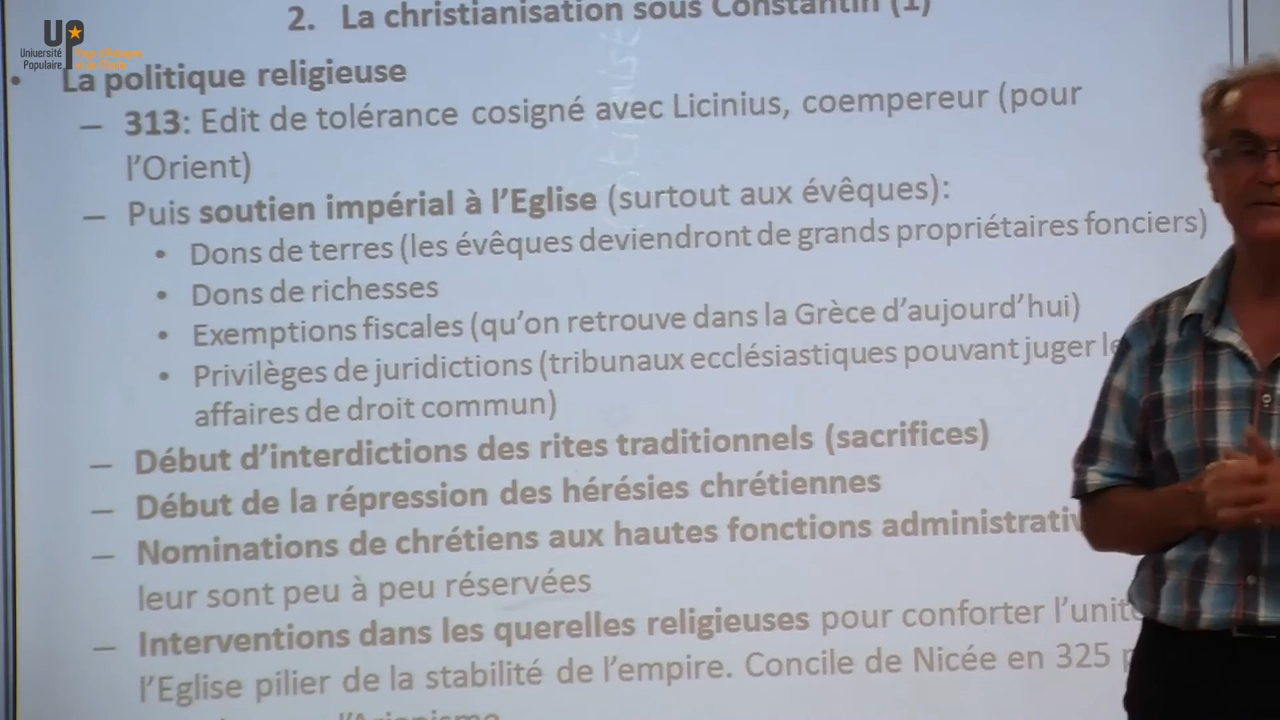 UP
Université
Populaire
2. La christianisation sous Constantin (1)
• La politique religieuse
– 313: Edit de tolérance cosigné avec Licinius, coempereur (pour
l'Orient)
– Puis soutien impérial à l'Eglise (surtout aux évêques):
• Dons de terres (les évêques deviendront de grands propriétaires fonciers)
• Dons de richesses
• Exemptions fiscales (qu'on retrouve dans la Grèce d'aujourd'hui)
• Privilèges de juridictions (tribunaux ecclésiastiques pouvant juger
affaires de droit commun)
– Début d'interdictions des rites traditionnels (sacrifices)
– Début de la répression des hérésies chrétiennes
– Nominations de chrétiens aux hautes fonctions
leur sont peu à peu réservées
– Interventions dans les querelles religieuses pour conforter
l'Eglise pilier de la stabilité de l'empire. Concile de Nicée en 325
l'Arianisme